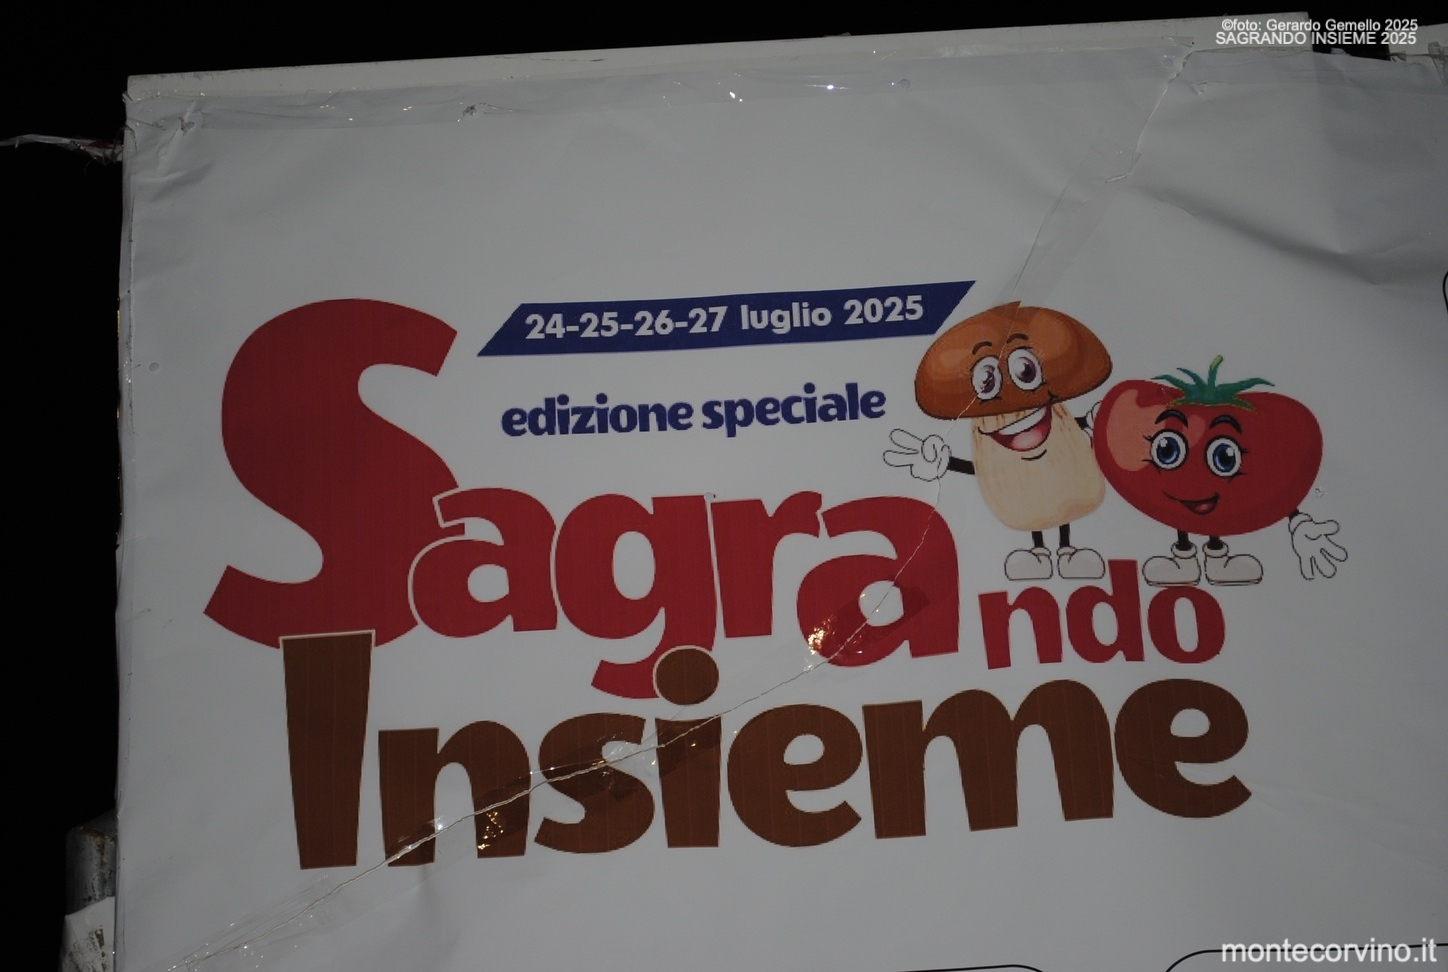 ©foto: Gerardo Gemello 2025
SAGRANDO INSIEME 2025
24-25-26-27 luglio 2025
edizione speciale
Sagrando
Insieme
montecorvino.it